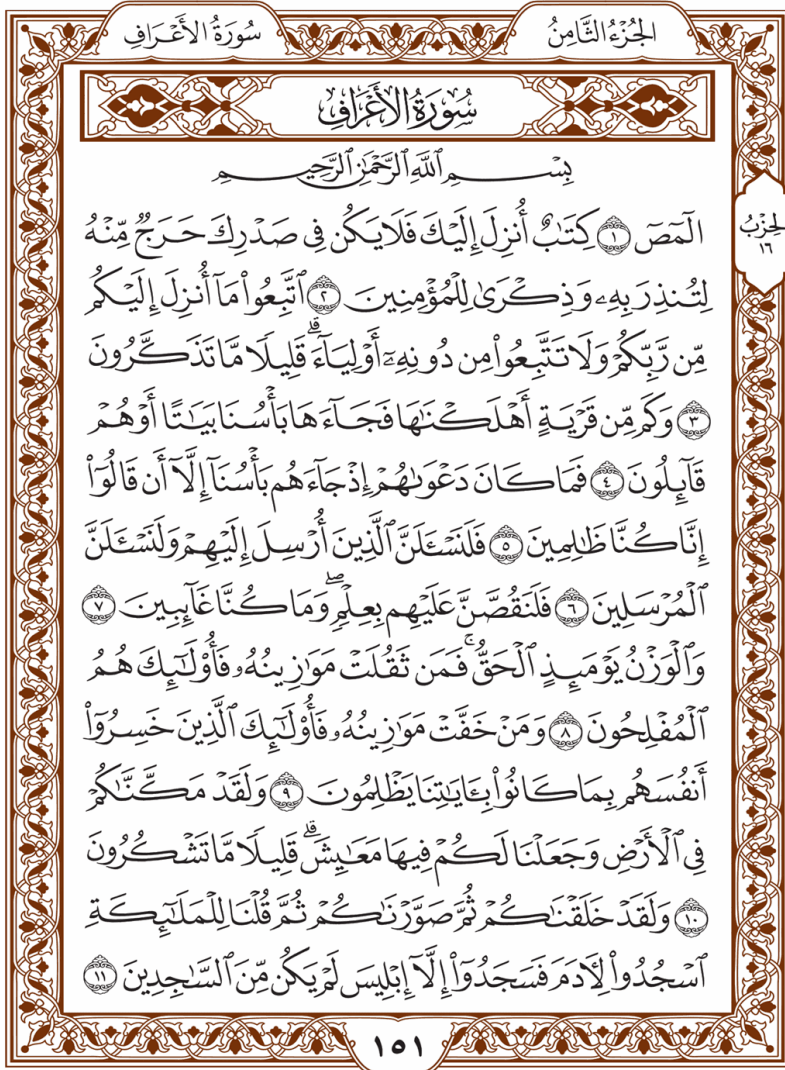 سُورَةُ الأَعْرَافِ
الجُزْءُ الثَّامِنُ
سُورَةُ الأَعْرَافِ
بِسْمِ ٱللَّهِ ٱلرَّحْمَٰنِ ٱلرَّحِيمِ
الٓمٓصٓ ١ كِتَٰبٌ أُنزِلَ إِلَيْكَ فَلَا يَكُن فِى صَدْرِكَ حَرَجٌ مِّنْهُ
لِتُنذِرَ بِهِۦ وَذِكْرَىٰ لِلْمُؤْمِنِينَ ٢ ٱتَّبِعُوا۟ مَآ أُنزِلَ إِلَيْكُم
مِّن رَّبِّكُمْ وَلَا تَتَّبِعُوا۟ مِن دُونِهِۦٓ أَوْلِيَآءَ ۗ قَلِيلًا مَّا تَذَكَّرُونَ
٣ وَكَم مِّن قَرْيَةٍ أَهْلَكْنَٰهَا فَجَآءَهَا بَأْسُنَا بَيَٰتًا أَوْ هُمْ
قَآئِلُونَ ٤ فَمَا كَانَ دَعْوَىٰهُمْ إِذْ جَآءَهُم بَأْسُنَآ إِلَّآ أَن قَالُوٓا۟
إِنَّا كُنَّا ظَٰلِمِينَ ٥ فَلَنَسْـَٔلَنَّ ٱلَّذِينَ أُرْسِلَ إِلَيْهِمْ وَلَنَسْـَٔلَنَّ
ٱلْمُرْسَلِينَ ٦ فَلَنَقُصَّنَّ عَلَيْهِم بِعِلْمٍ ۖ وَمَا كُنَّا غَآئِبِينَ ٧
وَٱلْوَزْنُ يَوْمَئِذٍ ٱلْحَقُّ ۚ فَمَن ثَقُلَتْ مَوَٰزِينُهُۥ فَأُو۟لَٰٓئِكَ هُمُ
ٱلْمُفْلِحُونَ ٨ وَمَنْ خَفَّتْ مَوَٰزِينُهُۥ فَأُو۟لَٰٓئِكَ ٱلَّذِينَ خَسِرُوٓا۟
أَنفُسَهُم بِمَا كَانُوا۟ بِـَٔايَٰتِنَا يَظْلِمُونَ ٩ وَلَقَدْ مَكَّنَّٰكُمْ
فِى ٱلْأَرْضِ وَجَعَلْنَا لَكُمْ فِيهَا مَعَٰيِشَ ۗ قَلِيلًا مَّا تَشْكُرُونَ
١٠ وَلَقَدْ خَلَقْنَٰكُمْ ثُمَّ صَوَّرْنَٰكُمْ ثُمَّ قُلْنَا لِلْمَلَٰٓئِكَةِ
ٱسْجُدُوا۟ لِـَٔادَمَ فَسَجَدُوٓا۟ إِلَّآ إِبْلِيسَ لَمْ يَكُن مِّنَ ٱلسَّٰجِدِينَ ١١
الحِزْبُ
١٦
١٥١